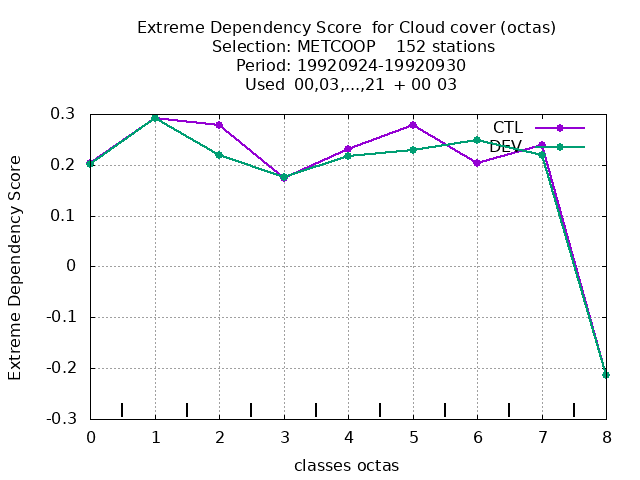 Extreme Dependency Score  for Cloud cover (octas)
Selection: METCOOP    152 stations
Period: 19920924-19920930
Used  00,03,...,21  + 00 03
CTL
DEV
0.3
0.2
0.1
0
-0.1
-0.2
-0.3
Extreme Dependency Score
0 1 2 3 4 5 6 7 8
classes octas